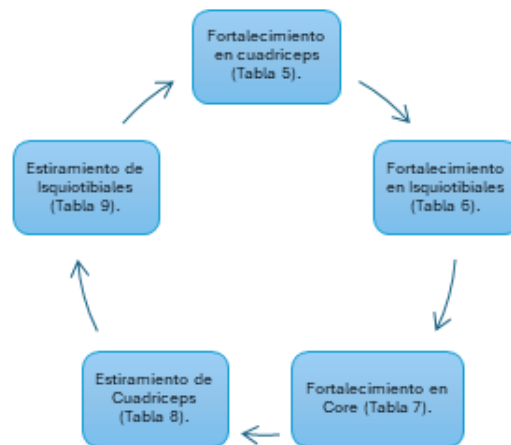 Fortalecimiento
en cuadriceps
(Tabla 5).
Fortalecimiento
en Isquiotibiales
(Tabla 6).
Fortalecimiento en
Core (Tabla 7).
Estiramiento de
Cuadriceps
(Tabla 8).
Estiramiento de
Isquiotibiales
(Tabla 9).